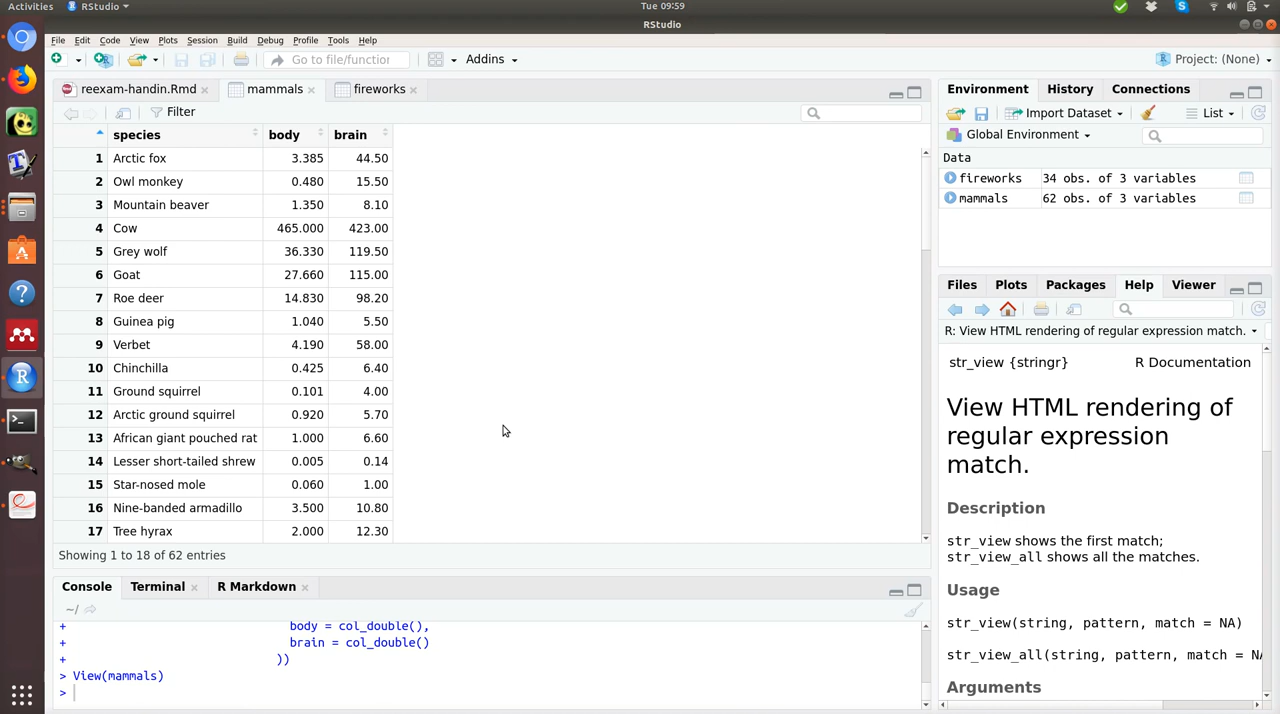 Activities RStudio Tue 09:59
RStudio
File Edit Code View Plots Session Build Debug Profile Tools Help
Go to file/function Addins Project: (None)
reexam-handin.Rmd mammals fireworks
Filter
species body brain
1 Arctic fox 3.385 44.50
2 Owl monkey 0.480 15.50
3 Mountain beaver 1.350 8.10
4 Cow 465.000 423.00
5 Grey wolf 36.330 119.50
6 Goat 27.660 115.00
7 Roe deer 14.830 98.20
8 Guinea pig 1.040 5.50
9 Verbet 4.190 58.00
10 Chinchilla 0.425 6.40
11 Ground squirrel 0.101 4.00
12 Arctic ground squirrel 0.920 5.70
13 African giant pouched rat 1.000 6.60
14 Lesser short-tailed shrew 0.005 0.14
15 Star-nosed mole 0.060 1.00
16 Nine-banded armadillo 3.500 10.80
17 Tree hyrax 2.000 12.30
Showing 1 to 18 of 62 entries
Console Terminal R Markdown
~/
+ body = col_double(),
+ brain = col_double()
+ ))
> View(mammals)
>
Environment History Connections
Import Dataset List
Global Environment
Data
fireworks 34 obs. of 3 variables
mammals 62 obs. of 3 variables
Files Plots Packages Help Viewer
R: View HTML rendering of regular expression match.
str_view {stringr} R Documentation
View HTML rendering of
regular expression
match.
Description
str_view shows the first match;
str_view_all shows all the matches.
Usage
str_view(string, pattern, match = NA)
str_view_all(string, pattern, match = NA
Arguments